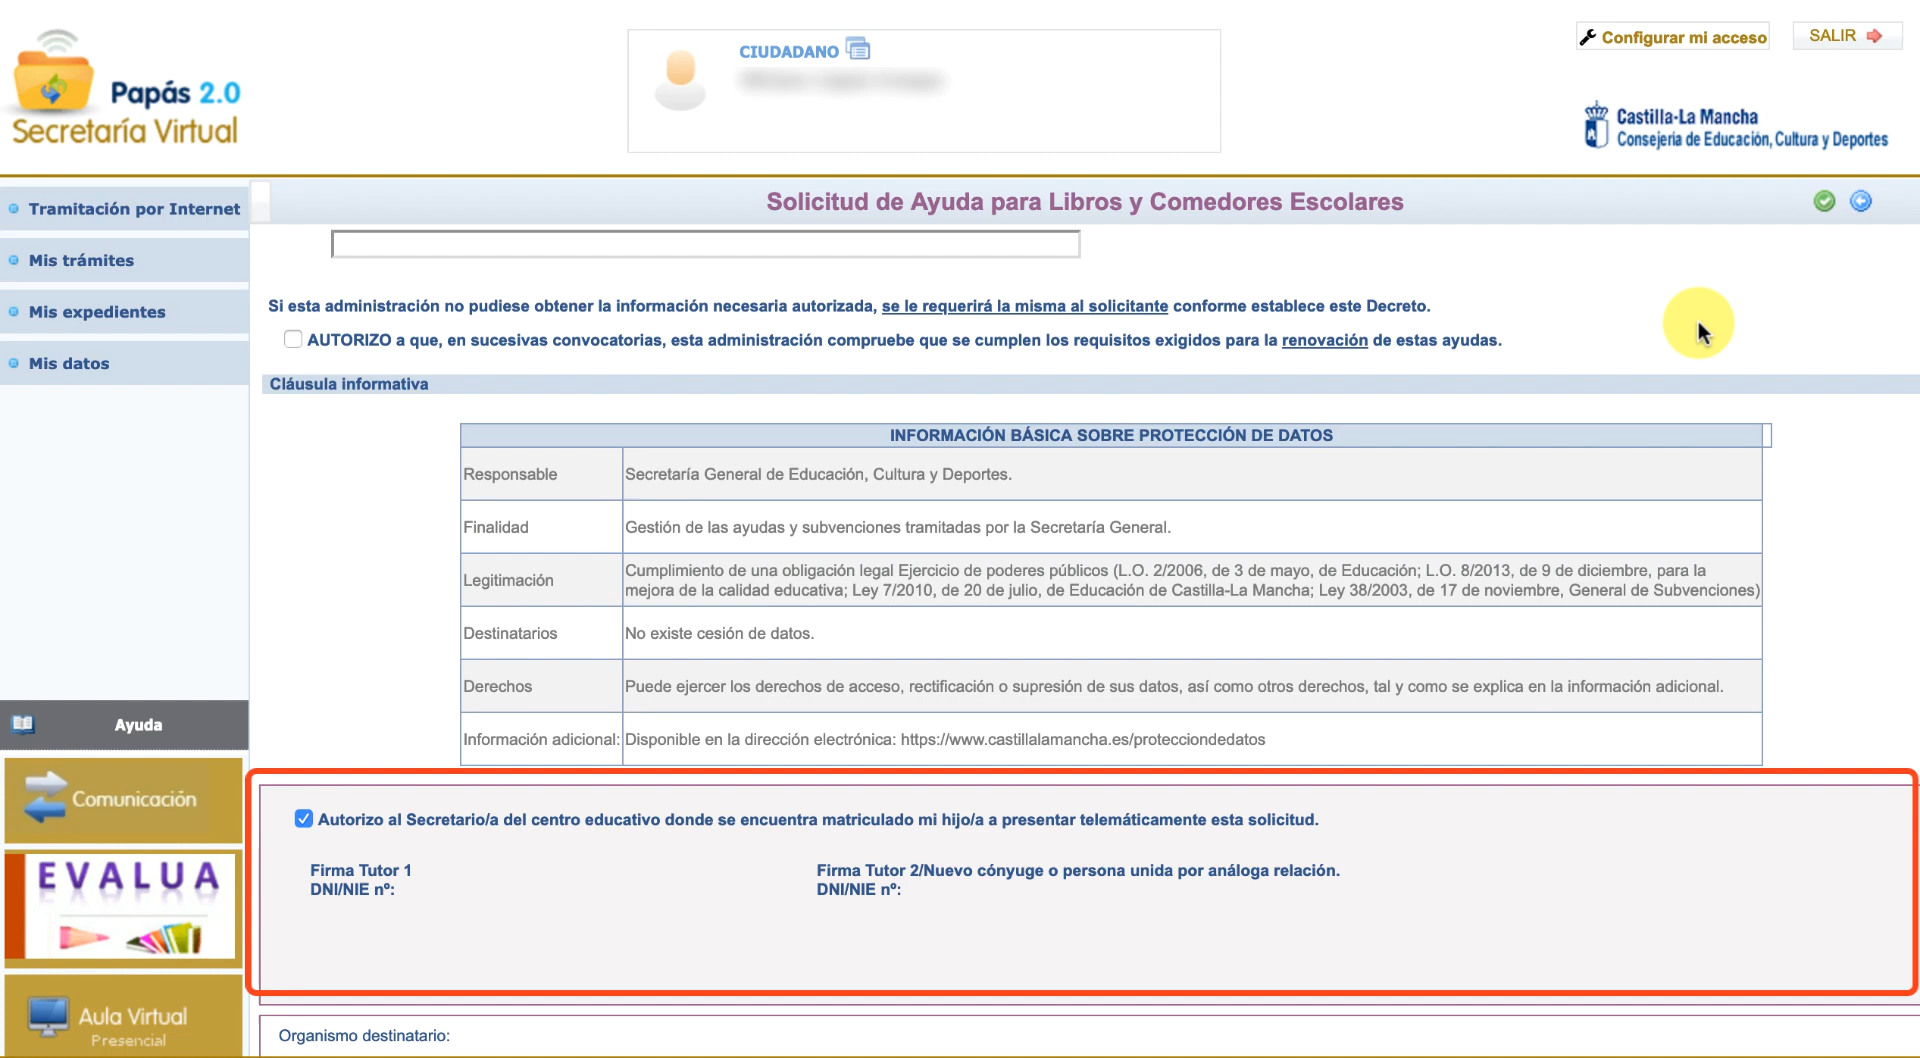 Papás 2.0
Secretaría Virtual
CIUDADANO
Configurar mi acceso
SALIR
Castilla-La Mancha
Consejería de Educación, Cultura y Deportes
Tramitación por Internet
Mis trámites
Mis expedientes
Mis datos
Ayuda
Comunicación
EVALUA
Aula Virtual
Presencial
Solicitud de Ayuda para Libros y Comedores Escolares
Si esta administración no pudiese obtener la información necesaria autorizada, se le requerirá la misma al solicitante conforme establece este Decreto.
AUTORIZO a que, en sucesivas convocatorias, esta administración compruebe que se cumplen los requisitos exigidos para la renovación de estas ayudas.
Cláusula informativa
INFORMACIÓN BÁSICA SOBRE PROTECCIÓN DE DATOS
Responsable Secretaría General de Educación, Cultura y Deportes.
Finalidad Gestión de las ayudas y subvenciones tramitadas por la Secretaría General.
Legitimación Cumplimiento de una obligación legal Ejercicio de poderes públicos (L.O. 2/2006, de 3 de mayo, de Educación; L.O. 8/2013, de 9 de diciembre, para la
mejora de la calidad educativa; Ley 7/2010, de 20 de julio, de Educación de Castilla-La Mancha; Ley 38/2003, de 17 de noviembre, General de Subvenciones)
Destinatarios No existe cesión de datos.
Derechos Puede ejercer los derechos de acceso, rectificación o supresión de sus datos, así como otros derechos, tal y como se explica en la información adicional.
Información adicional: Disponible en la dirección electrónica: https://www.castillalamancha.es/protecciondedatos
Autorizo al Secretario/a del centro educativo donde se encuentra matriculado mi hijo/a a presentar telemáticamente esta solicitud.
Firma Tutor 1
DNI/NIE nº:
Firma Tutor 2/Nuevo cónyuge o persona unida por análoga relación.
DNI/NIE nº:
Organismo destinatario: